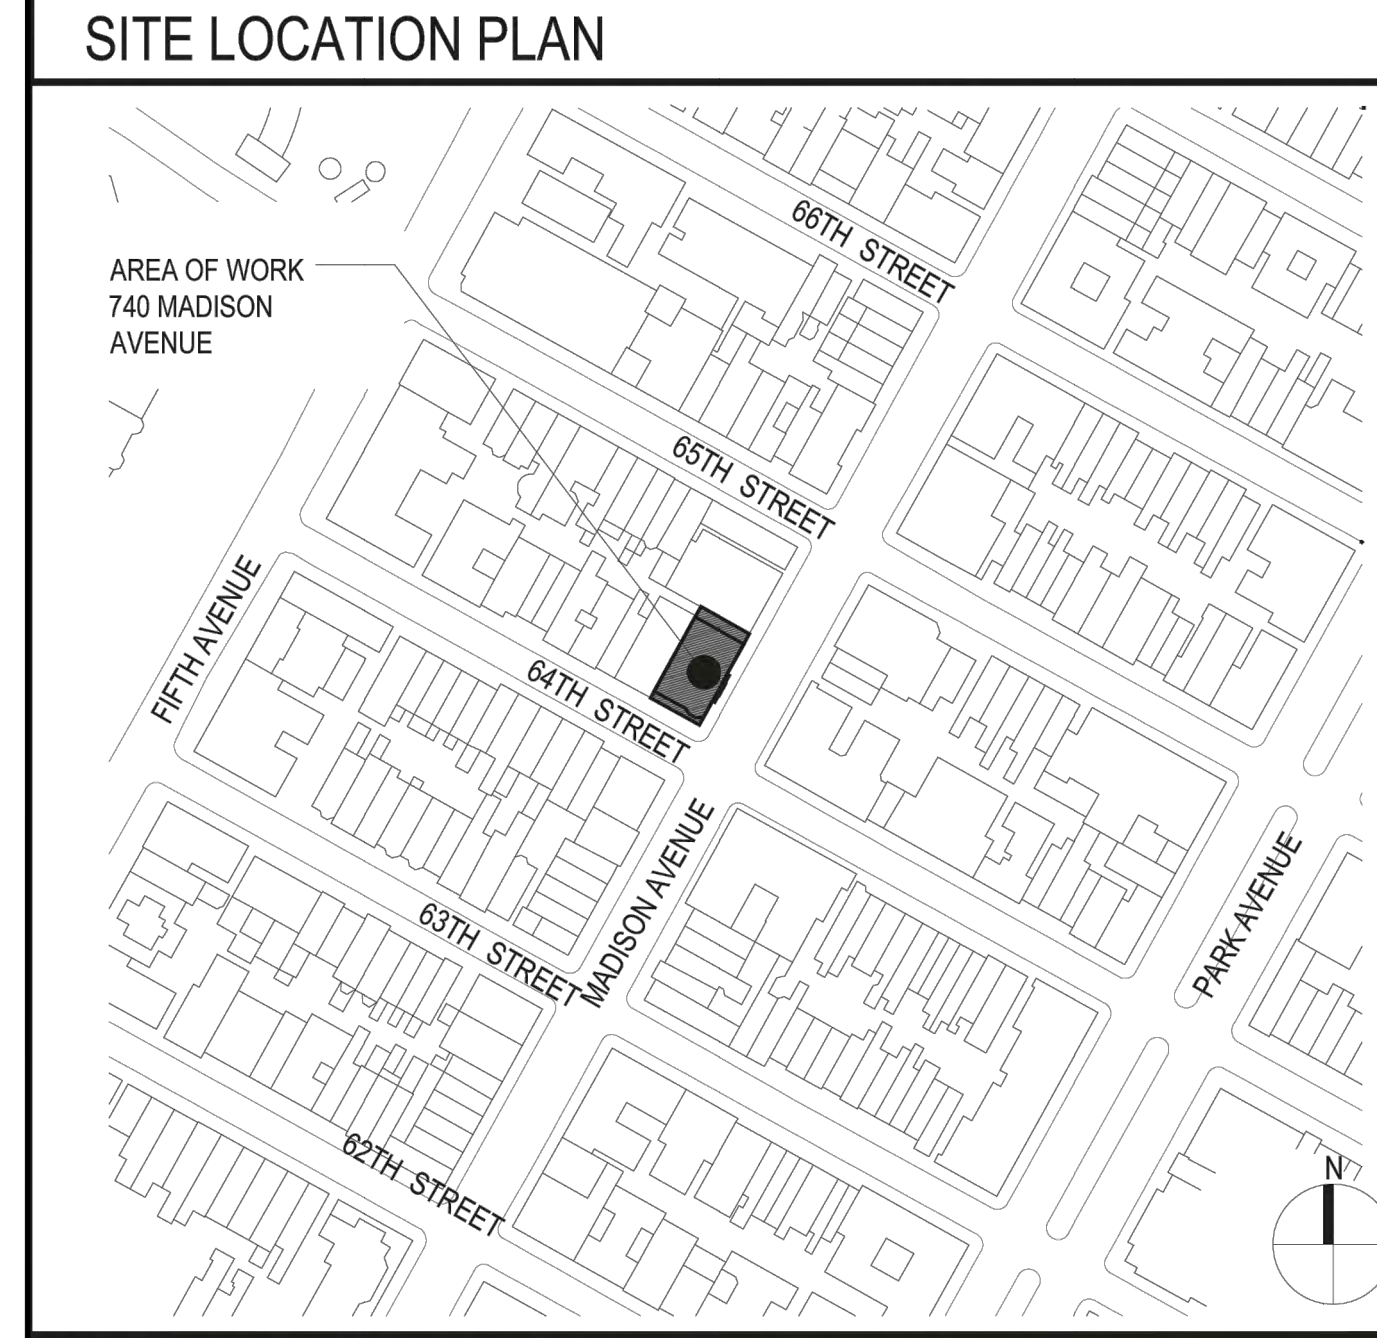 SITE LOCATION PLAN
66TH STREET
AREA OF WORK
740 MADISON
AVENUE
65TH STREET
FIFTH AVENUE
64TH STREET
MADISON AVENUE
PARK AVENUE
63TH STREET
62TH STREET
N